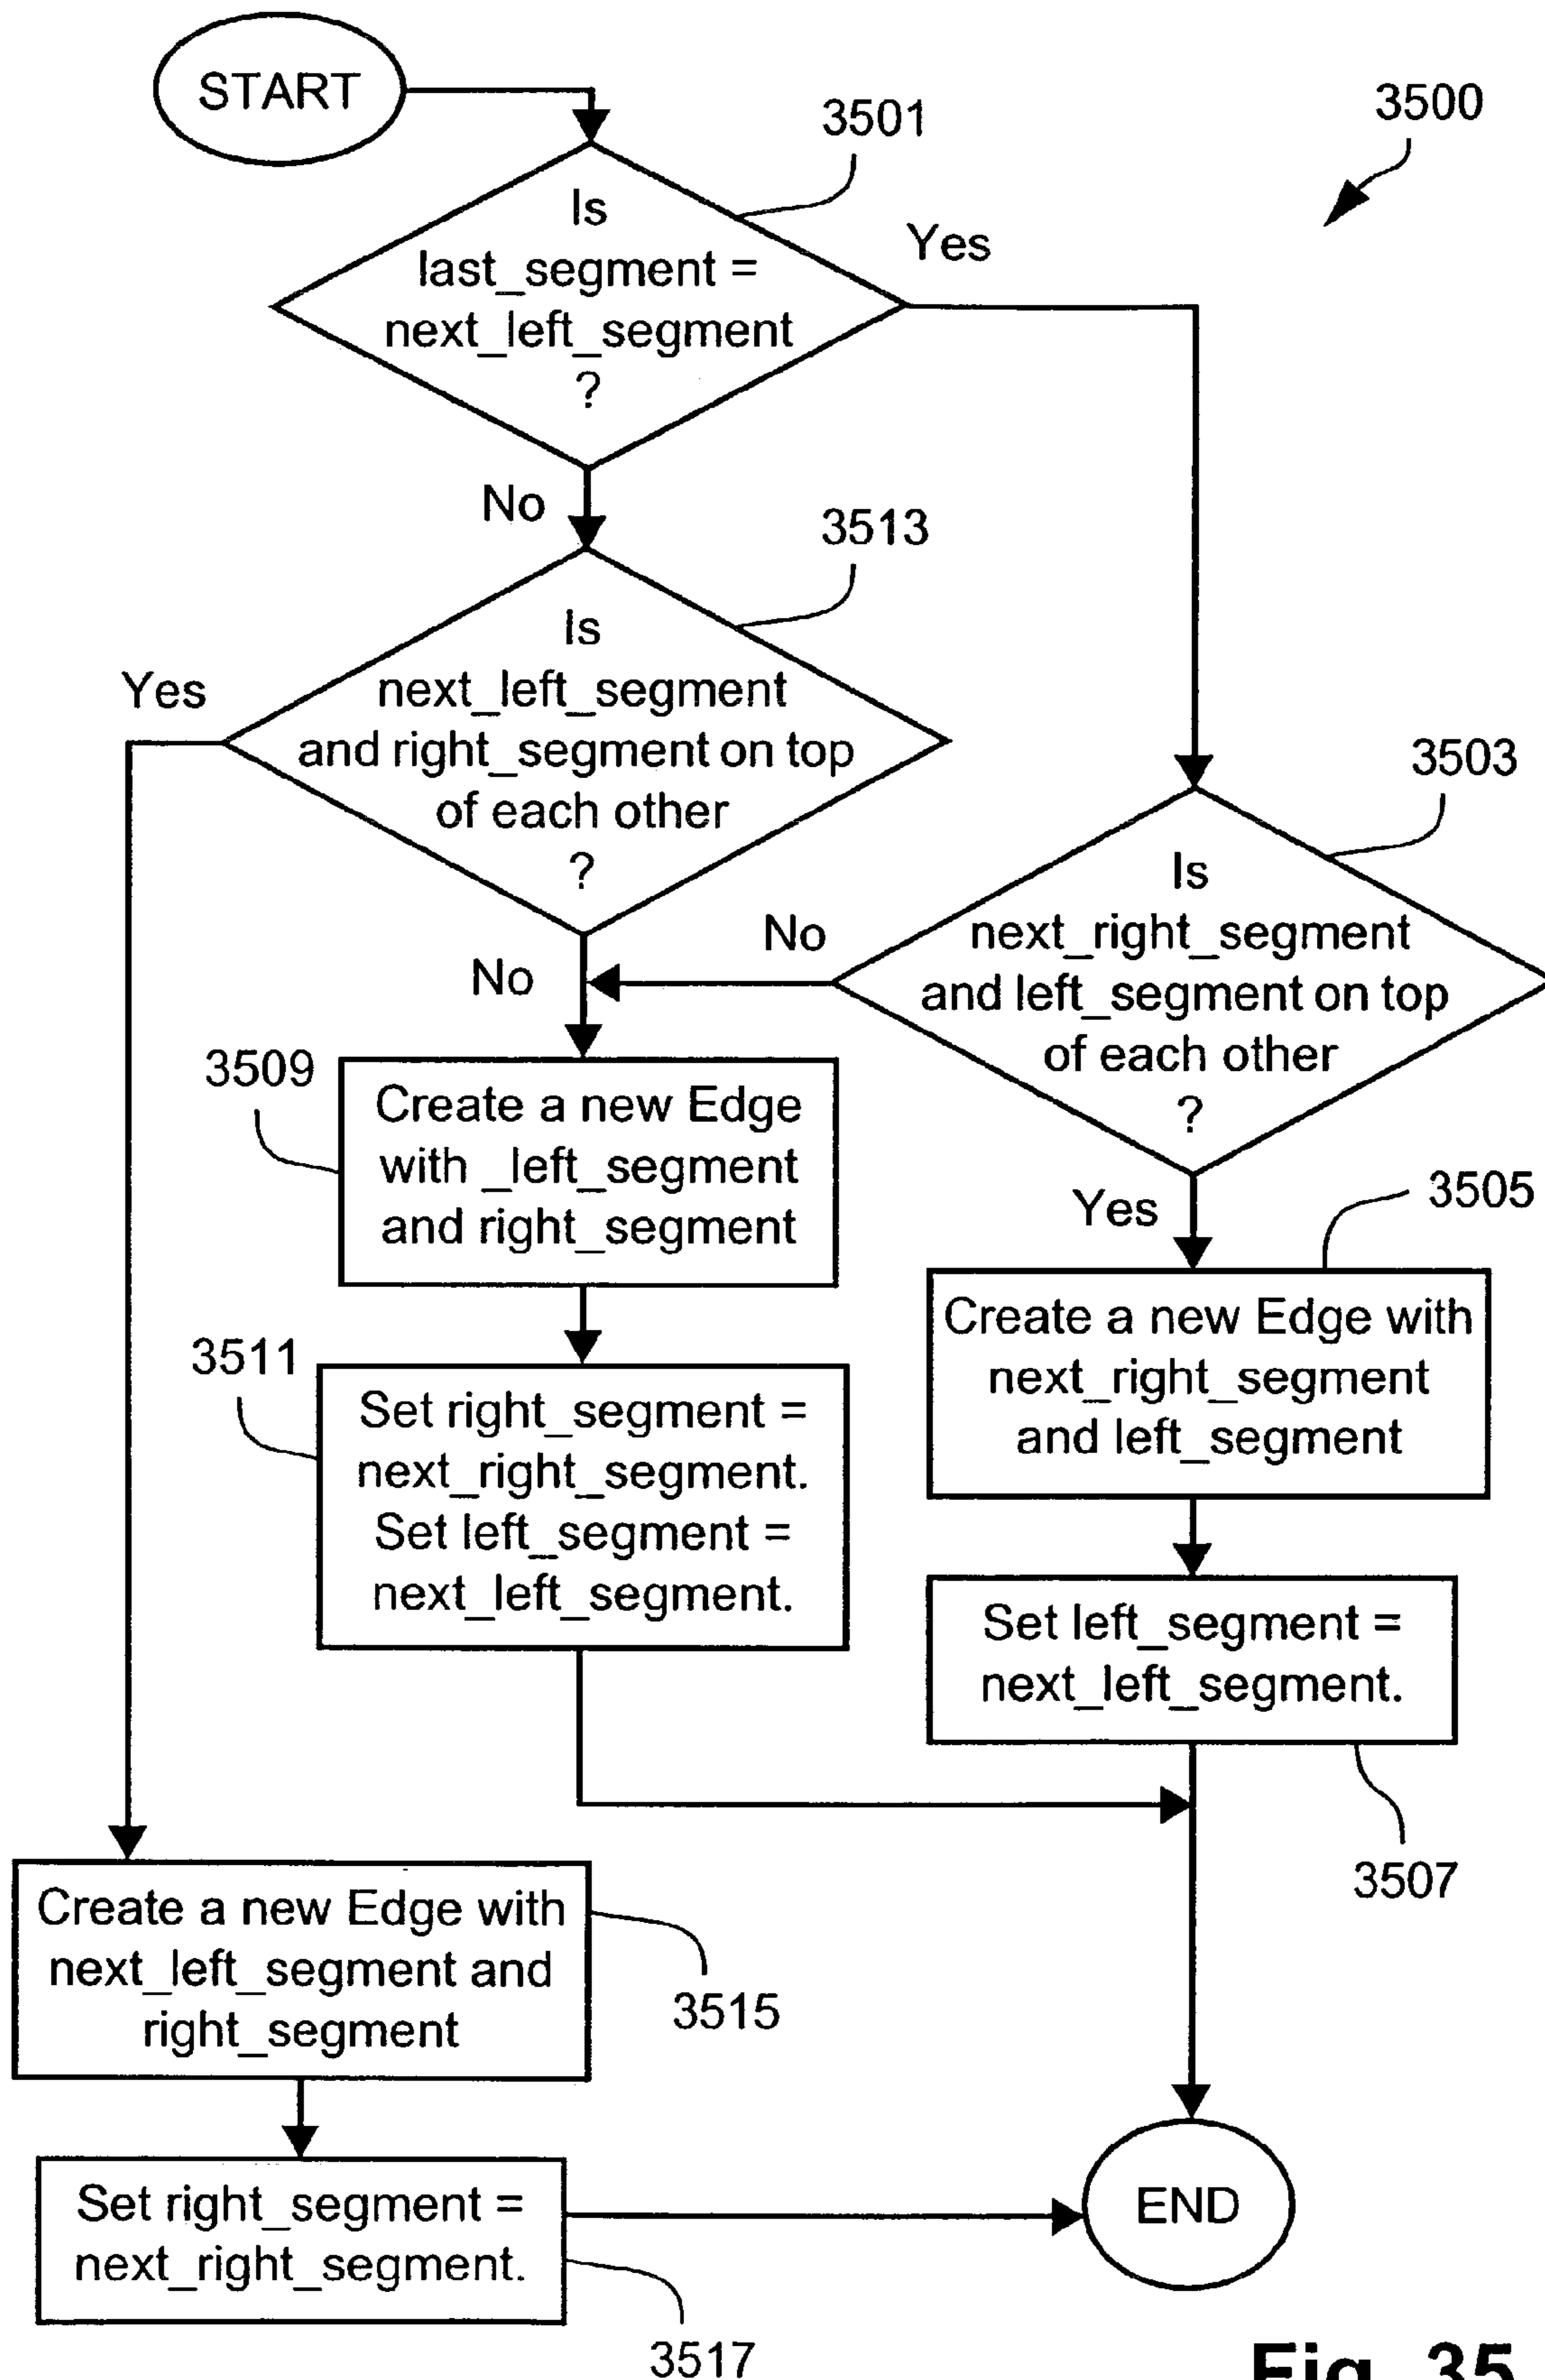 START
3501
3500
Is
last_segment =
next_left_segment
?
Yes
No
3513
Is
next_left_segment
and right_segment on top
of each other
?
Yes
3503
Is
next_right_segment
and left_segment on top
of each other
?
No
No
3509
Create a new Edge
with _left_segment
and right_segment
Yes
3505
Create a new Edge with
next_right_segment
and left_segment
3511
Set right_segment =
next_right_segment.
Set left_segment =
next_left_segment.
Set left_segment =
next_left_segment.
3507
Create a new Edge with
next_left_segment and
right_segment
3515
Set right_segment =
next_right_segment.
3517
END
Fig. 35